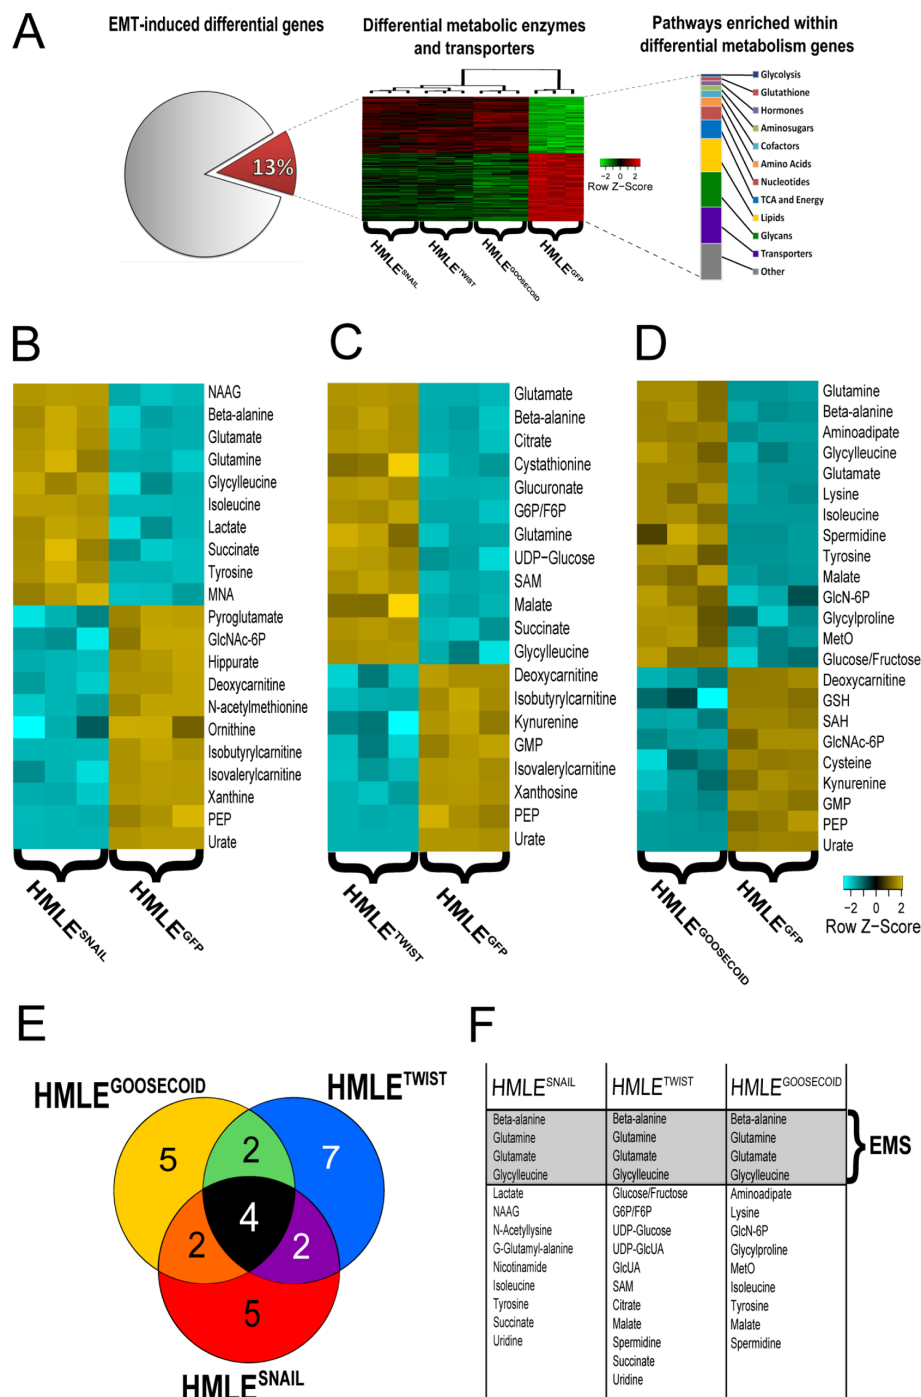 A
EMT-induced differential genes
Differential metabolic enzymes
and transporters
Pathways enriched within
differential metabolism genes
13%
−2 0 2
Row Z-Score
HMLE^SNAIL
HMLE^TWIST
HMLE^GOOSECOID
HMLE^GFP
Glycolysis
Glutathione
Hormones
Aminosugars
Cofactors
Amino Acids
Nucleotides
TCA and Energy
Lipids
Glycans
Transporters
Other
B
NAAG
Beta-alanine
Glutamate
Glutamine
Glycylleucine
Isoleucine
Lactate
Succinate
Tyrosine
MNA
Pyroglutamate
GlcNAc-6P
Hippurate
Deoxycarnitine
N-acetylmethionine
Ornithine
Isobutyrylcarnitine
Isovalerylcarnitine
Xanthine
PEP
Urate
HMLE^SNAIL
HMLE^GFP
C
Glutamate
Beta-alanine
Citrate
Cystathionine
Glucuronate
G6P/F6P
Glutamine
UDP−Glucose
SAM
Malate
Succinate
Glycylleucine
Deoxycarnitine
Isobutyrylcarnitine
Kynurenine
GMP
Isovalerylcarnitine
Xanthosine
PEP
Urate
HMLE^TWIST
HMLE^GFP
D
Glutamine
Beta-alanine
Aminoadipate
Glycylleucine
Glutamate
Lysine
Isoleucine
Spermidine
Tyrosine
Malate
GlcN-6P
Glycylproline
MetO
Glucose/Fructose
Deoxycarnitine
GSH
SAH
GlcNAc-6P
Cysteine
Kynurenine
GMP
PEP
Urate
HMLE^GOOSECOID
HMLE^GFP
−2 0 2
Row Z−Score
E
HMLE^GOOSECOID
HMLE^TWIST
5
2
7
4
2
2
5
HMLE^SNAIL
F
HMLE^SNAIL HMLE^TWIST HMLE^GOOSECOID
Beta-alanine Beta-alanine Beta-alanine
Glutamine Glutamine Glutamine
EMS
Glutamate Glutamate Glutamate
Glycylleucine Glycylleucine Glycylleucine
Lactate Glucose/Fructose Aminoadipate
NAAG G6P/F6P Lysine
N-Acetyllysine UDP-Glucose GlcN-6P
G-Glutamyl-alanine UDP-GlcUA Glycylproline
Nicotinamide GlcUA MetO
Isoleucine SAM Isoleucine
Tyrosine Citrate Tyrosine
Succinate Malate Malate
Uridine Spermidine Spermidine
Succinate
Uridine